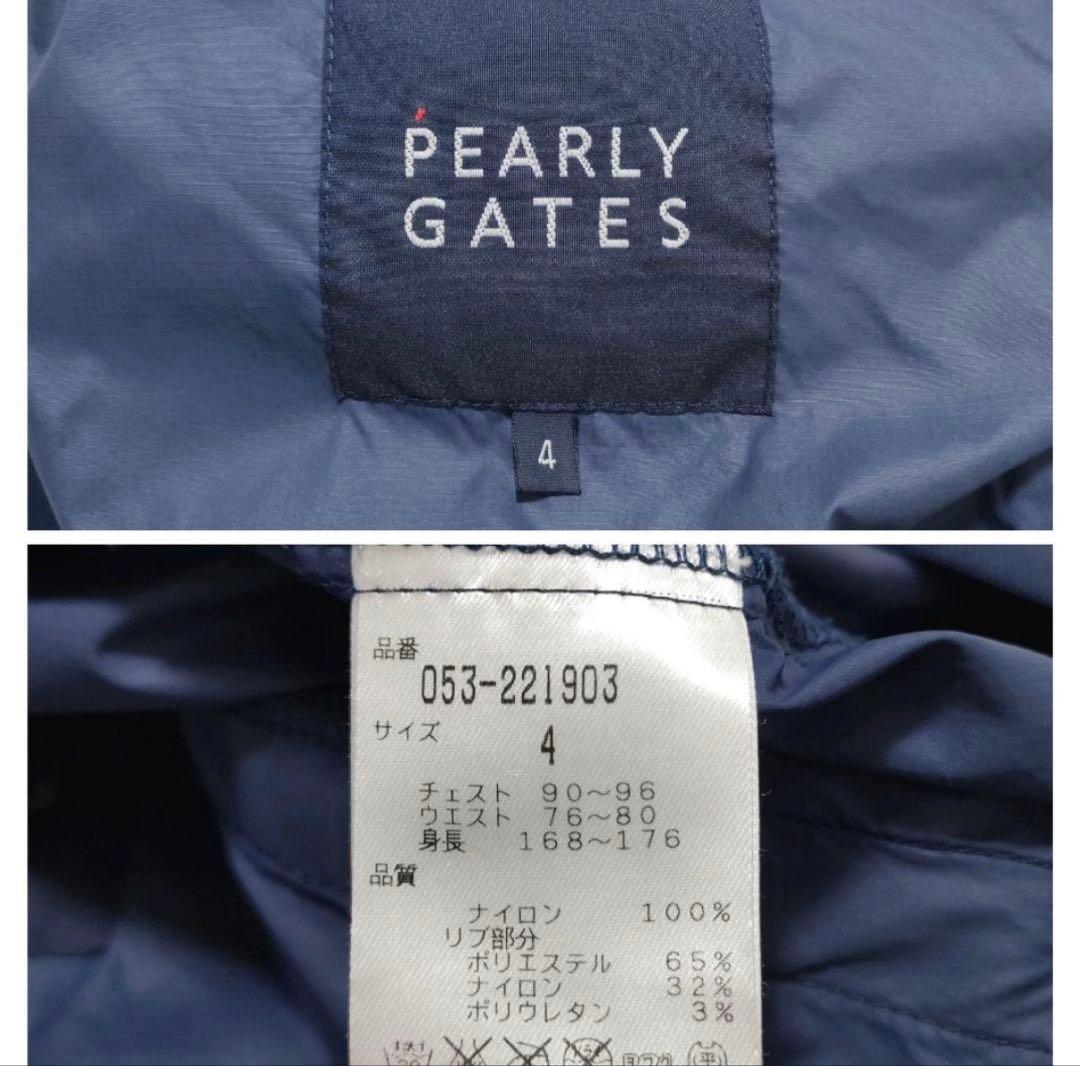 PEARLY
GATES
4
品番
053-221903
サイズ
4
チェスト 90～96
ウエスト 76～80
身長 168～176
品質
ナイロン 100%
リブ部分
ポリエステル 65%
ナイロン 32%
ポリウレタン 3%
平